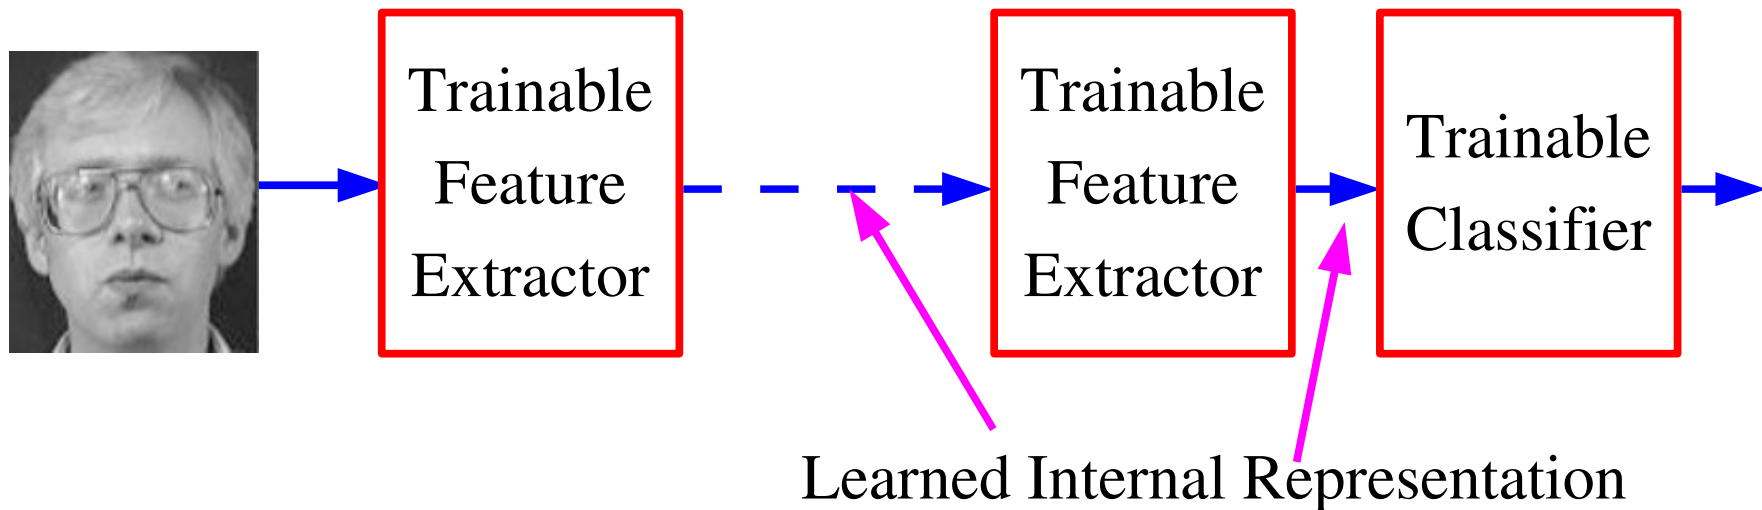 Trainable
Feature
Extractor
Trainable
Feature
Extractor
Trainable
Classifier
Learned Internal Representation